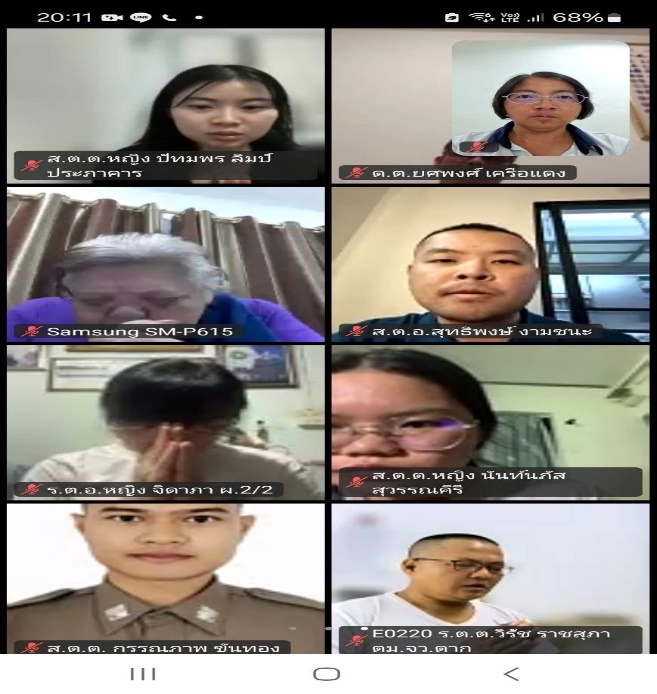 20:11
LINE
Vo))
LTE
68%
ส.ต.ต.หญิง ปัทมพร ลิมป์
ประภาคาร
ด.ต.ยศพงศ์ เครือแตง
Samsung SM-P615
ส.ต.อ.สุทธิพงษ์ งามชนะ
ร.ต.อ.หญิง จิดาภา ผ.2/2
ส.ต.ต.หญิง นันทันภัส
สุวรรณคีรี
ส.ต.ต. กรรณภาพ ขันทอง
E0220 ร.ต.ต.วิรัช ราชสุภา
ตม.จว.ตาก